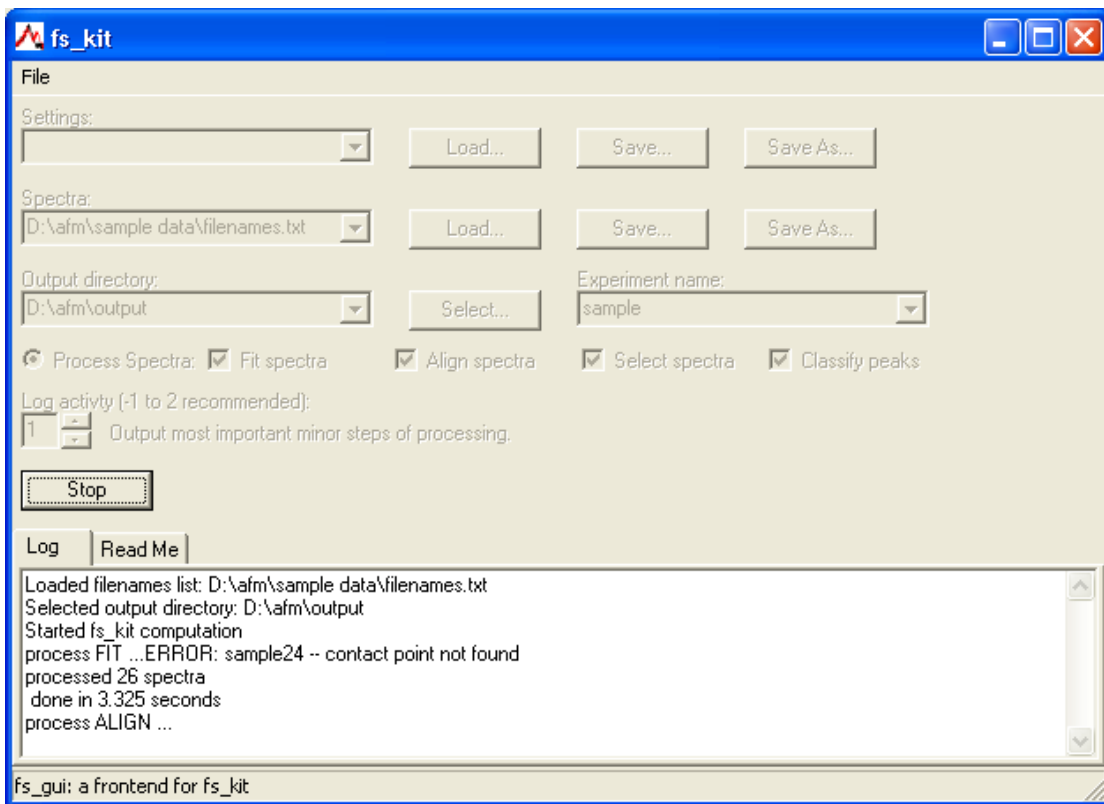 fs_kit
File
Settings:
Load... Save... Save As...
Spectra:
D:\afm\sample data\filenames.txt Load... Save... Save As...
Output directory: Experiment name:
D:\afm\output Select... sample
Process Spectra: Fit spectra Align spectra Select spectra Classify peaks
Log activty (-1 to 2 recommended):
1 Output most important minor steps of processing.
Stop
Log Read Me
Loaded filenames list: D:\afm\sample data\filenames.txt
Selected output directory: D:\afm\output
Started fs_kit computation
process FIT ...ERROR: sample24 -- contact point not found
processed 26 spectra
done in 3.325 seconds
process ALIGN ...
fs_gui: a frontend for fs_kit